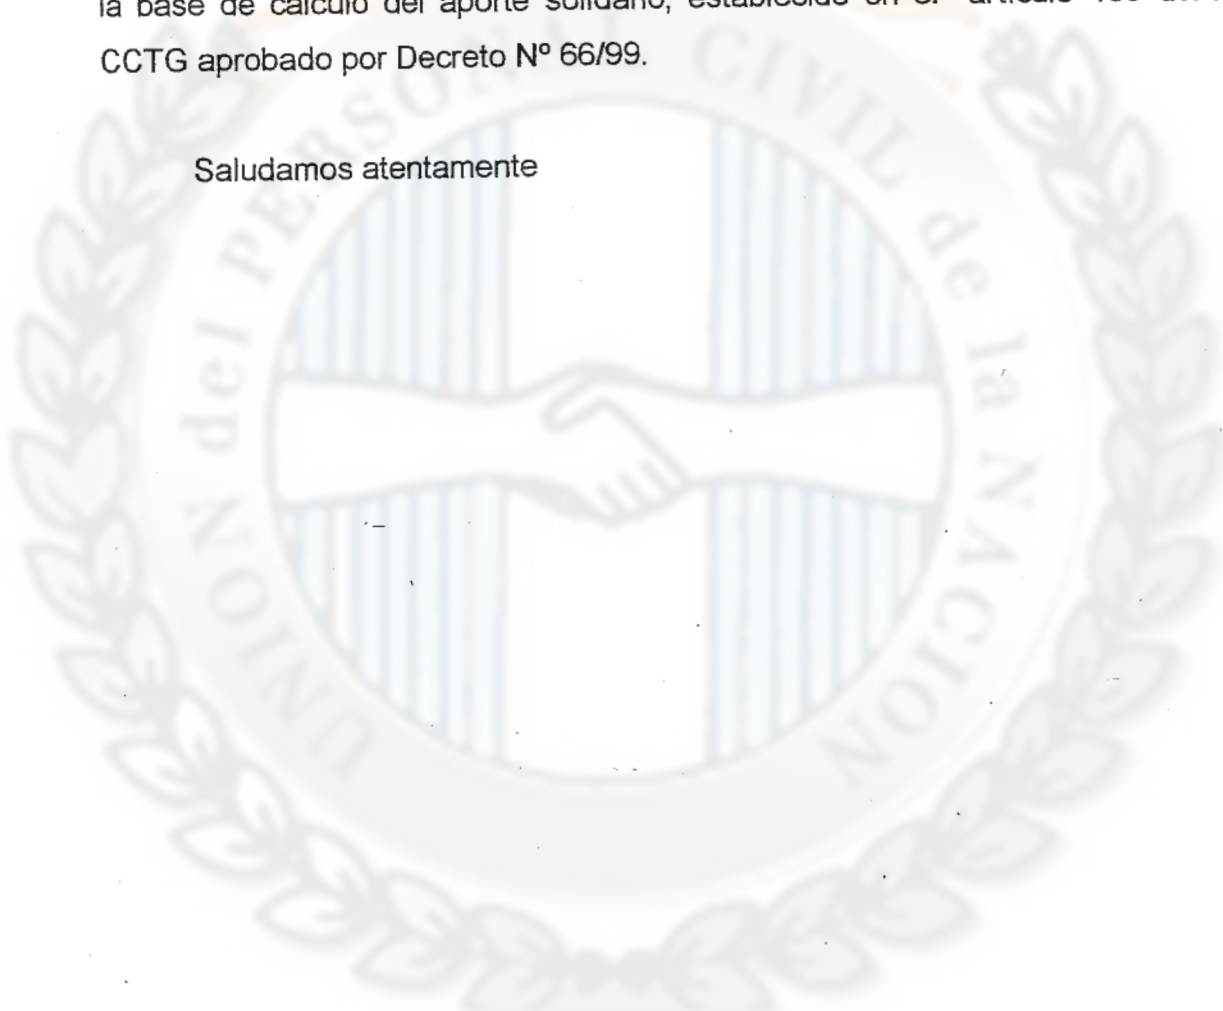 la base de cálculo del aporte solidario, establecido en el artículo
CCTG aprobado por Decreto Nº 66/99.
Saludamos atentamente
UNION del PERSONAL CIVIL de la NACION